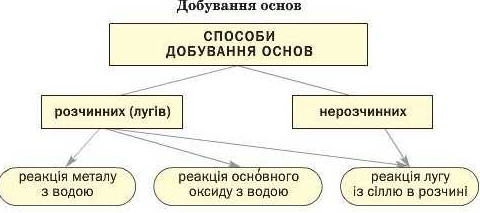 Добування основ
СПОСОБИ
ДОБУВАННЯ ОСНОВ
розчинних (лугів)
нерозчинних
реакція металу
з водою
реакція осно́вного
оксиду з водою
реакція лугу
із сіллю в розчині